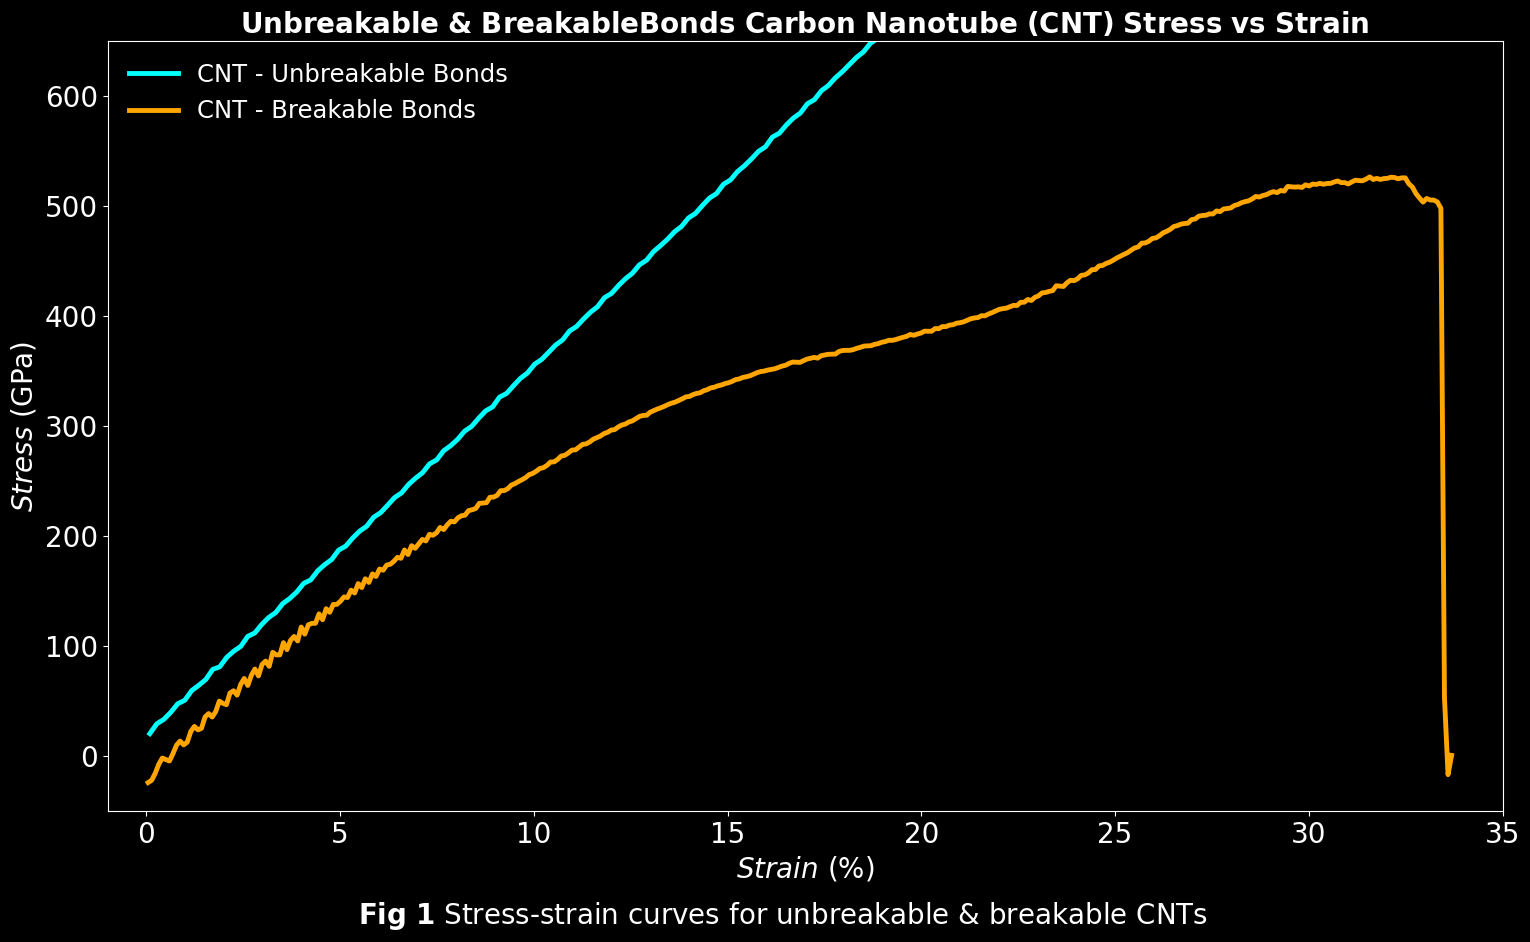 Unbreakable & BreakableBonds Carbon Nanotube (CNT) Stress vs Strain
CNT - Unbreakable Bonds
CNT - Breakable Bonds
600
500
400
300
200
100
0
Stress (GPa)
0 5 10 15 20 25 30 35
Strain (%)
Fig 1 Stress-strain curves for unbreakable & breakable CNTs